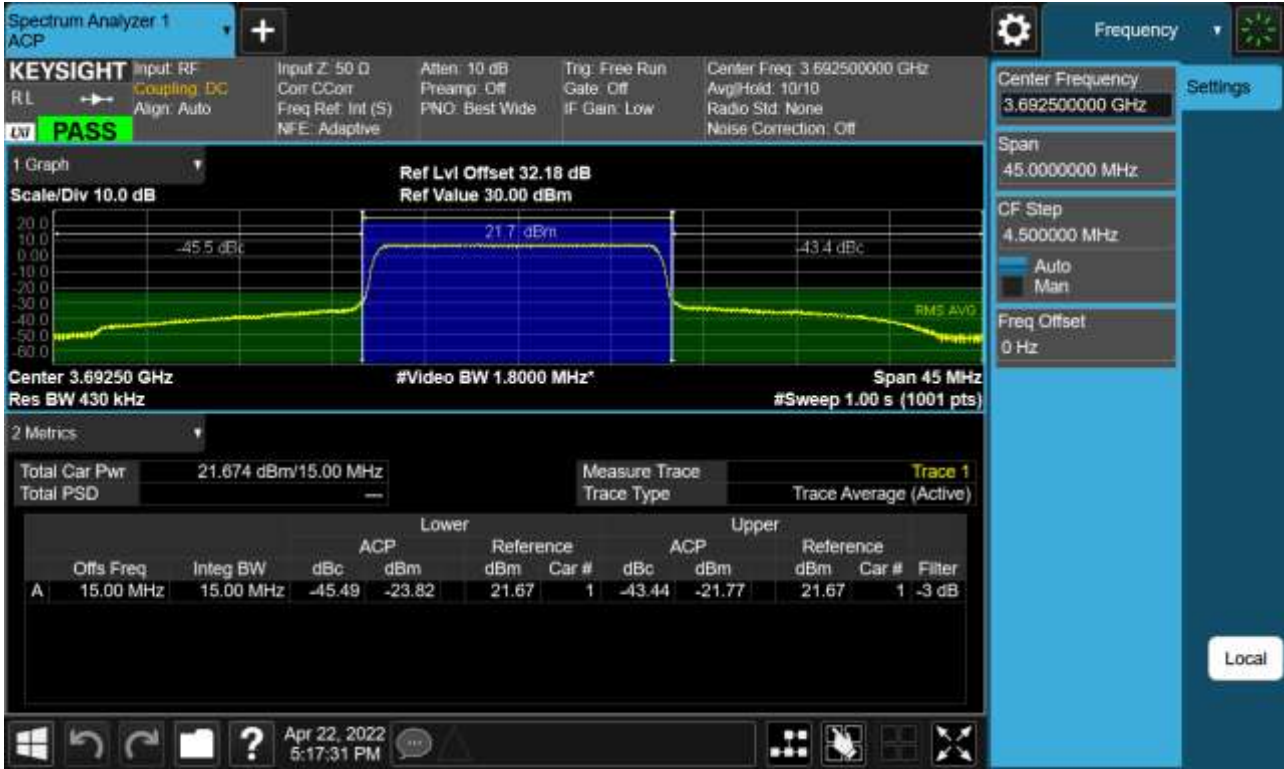 Spectrum Analyzer 1
ACP
+
Frequency
KEYSIGHT
RL
LXI
PASS
Input: RF
Coupling: DC
Align: Auto
Input Z: 50 Ω
Corr CCorr
Freq Ref: Int (S)
NFE: Adaptive
Atten: 10 dB
Preamp: Off
PNO: Best Wide
Trig: Free Run
Gate: Off
IF Gain: Low
Center Freq: 3.692500000 GHz
Avg|Hold: 10/10
Radio Std: None
Noise Correction: Off
Center Frequency
3.692500000 GHz
Settings
Span
45.0000000 MHz
CF Step
4.500000 MHz
Auto
Man
Freq Offset
0 Hz
1 Graph
Scale/Div 10.0 dB
Ref Lvl Offset 32.18 dB
Ref Value 30.00 dBm
20.0
10.0
0.00
-10.0
-20.0
-30.0
-40.0
-50.0
-60.0
-45.5 dBc
21.7 dBm
-43.4 dBc
RMS AVG
Center 3.69250 GHz
#Video BW 1.8000 MHz*
Span 45 MHz
Res BW 430 kHz
#Sweep 1.00 s (1001 pts)
2 Metrics
Total Car Pwr 21.674 dBm/15.00 MHz
Total PSD ---
Measure Trace Trace 1
Trace Type Trace Average (Active)
Lower Upper
ACP Reference ACP Reference
Offs Freq Integ BW dBc dBm dBm Car # dBc dBm dBm Car # Filter
A 15.00 MHz 15.00 MHz -45.49 -23.82 21.67 1 -43.44 -21.77 21.67 1 -3 dB
Local
?
Apr 22, 2022
5:17:31 PM